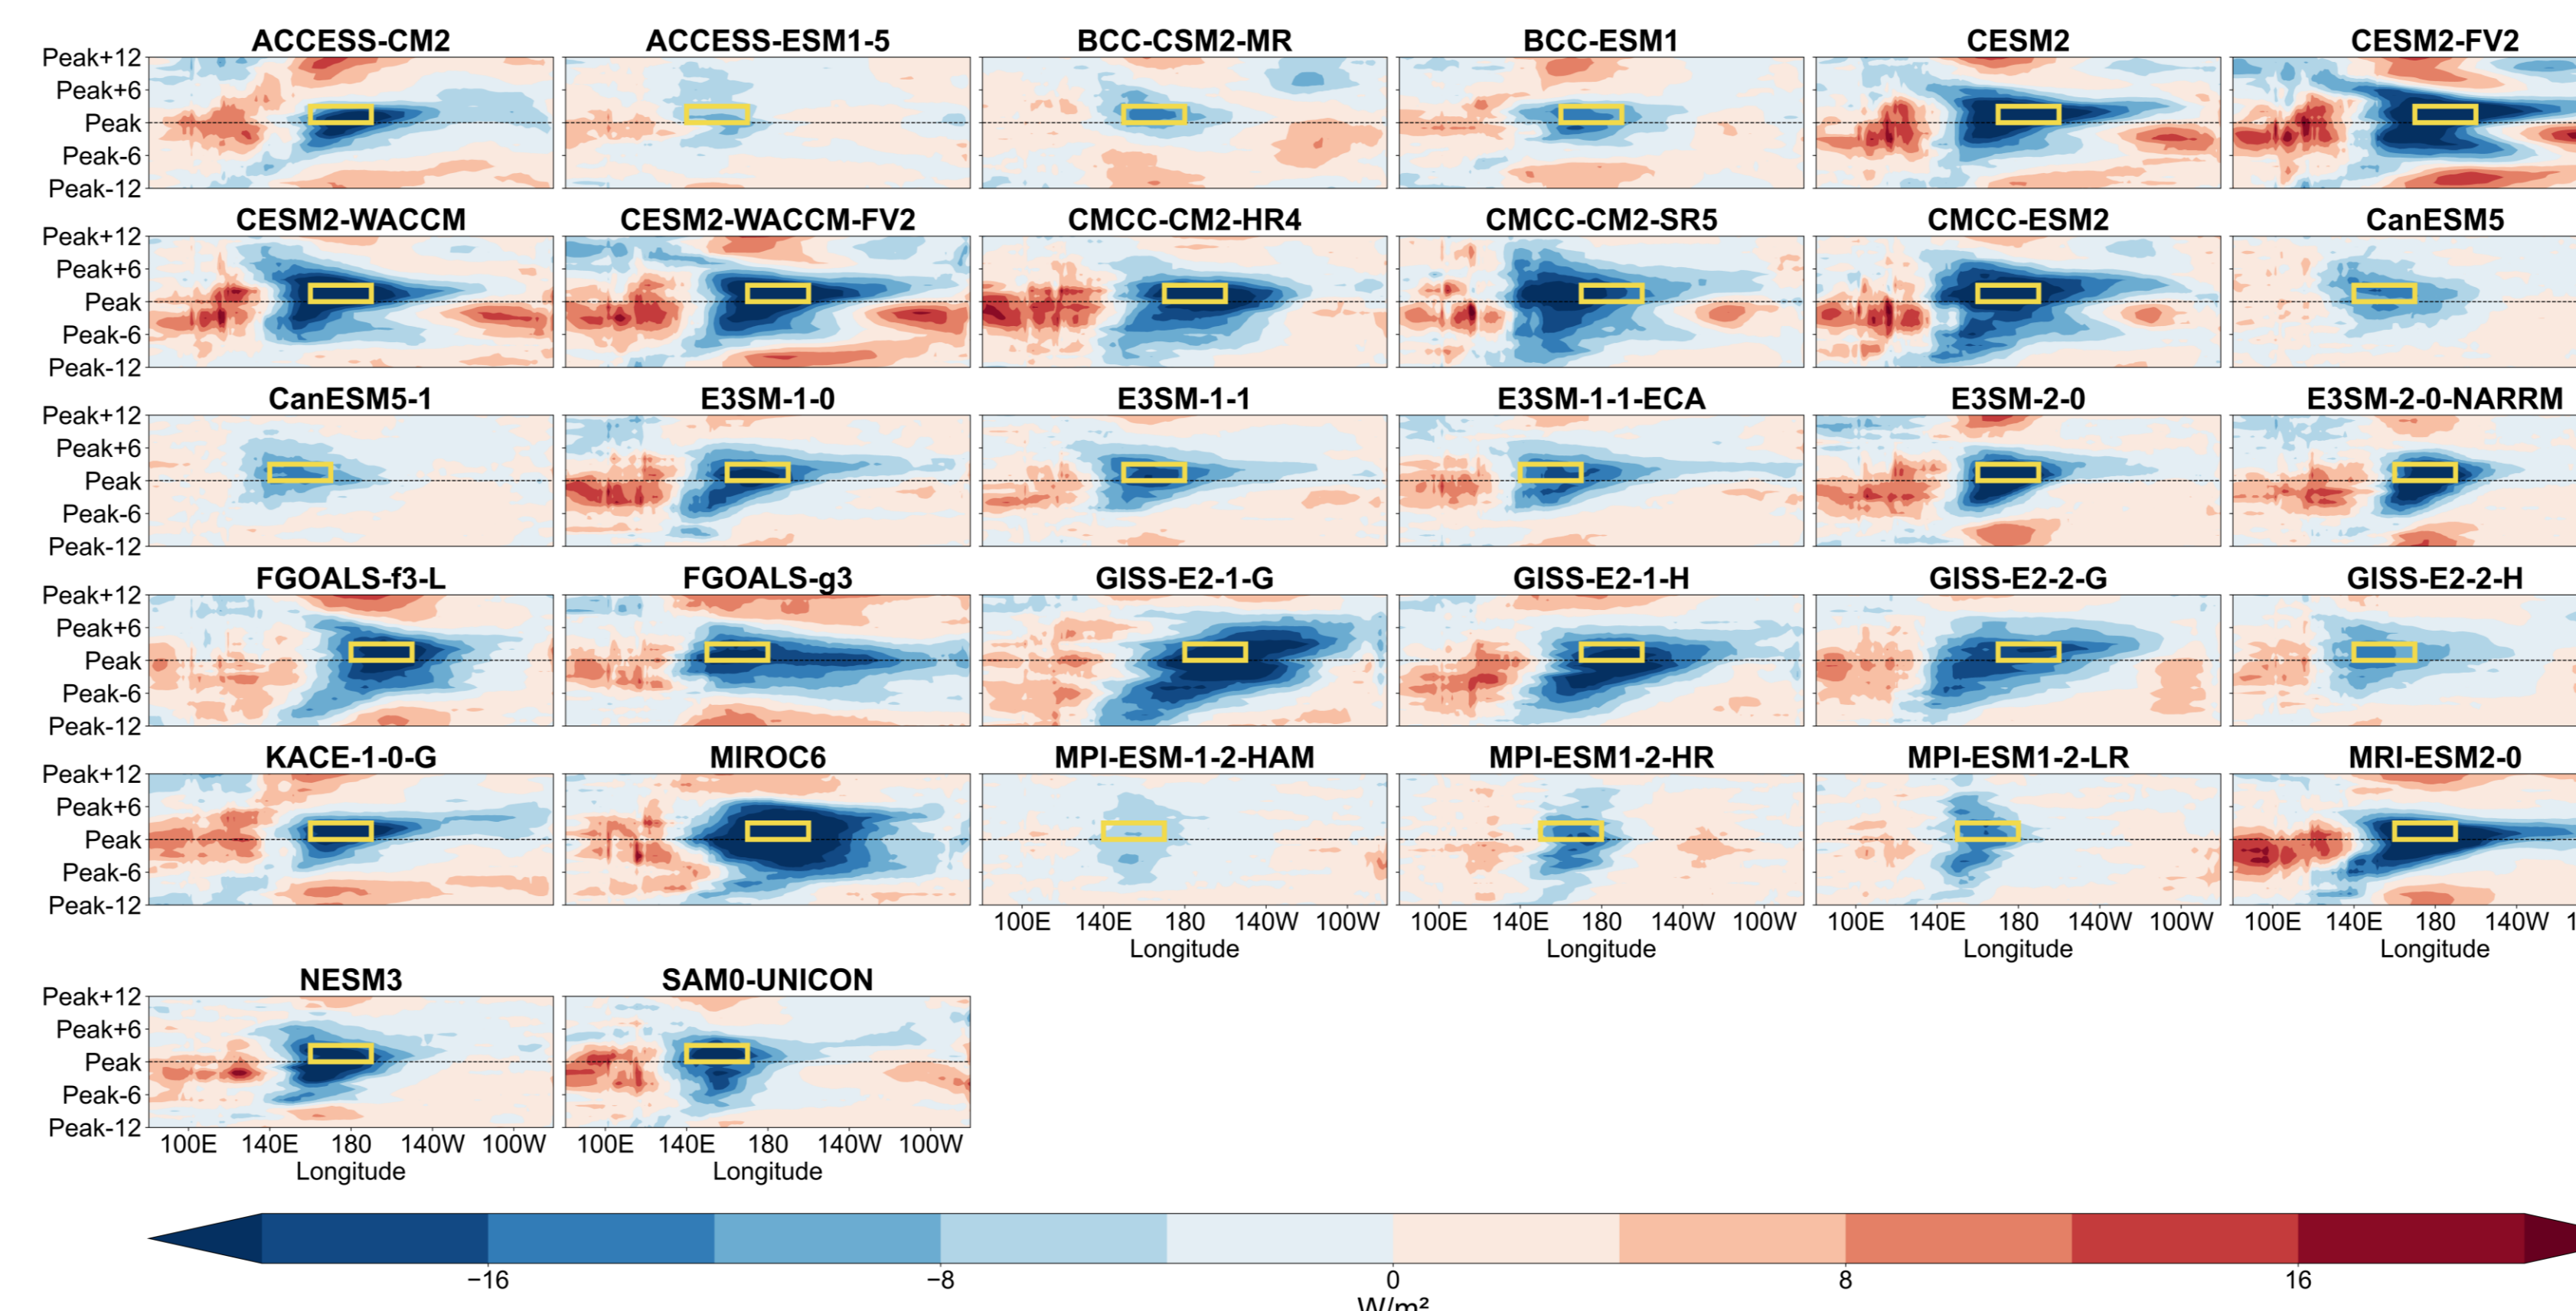 ACCESS-CM2 ACCESS-ESM1-5 BCC-CSM2-MR BCC-ESM1 CESM2 CESM2-FV2
Peak+12
Peak+6
Peak
Peak-6
Peak-12
CESM2-WACCM CESM2-WACCM-FV2 CMCC-CM2-HR4 CMCC-CM2-SR5 CMCC-ESM2 CanESM5
Peak+12
Peak+6
Peak
Peak-6
Peak-12
CanESM5-1 E3SM-1-0 E3SM-1-1 E3SM-1-1-ECA E3SM-2-0 E3SM-2-0-NARRM
Peak+12
Peak+6
Peak
Peak-6
Peak-12
FGOALS-f3-L FGOALS-g3 GISS-E2-1-G GISS-E2-1-H GISS-E2-2-G GISS-E2-2-H
Peak+12
Peak+6
Peak
Peak-6
Peak-12
KACE-1-0-G MIROC6 MPI-ESM-1-2-HAM MPI-ESM1-2-HR MPI-ESM1-2-LR MRI-ESM2-0
Peak+12
Peak+6
Peak
Peak-6
Peak-12
100E 140E 180 140W 100W 100E 140E 180 140W 100W 100E 140E 180 140W 100W 100E 140E 180 140W
Longitude Longitude Longitude Longitude
NESM3 SAM0-UNICON
Peak+12
Peak+6
Peak
Peak-6
Peak-12
100E 140E 180 140W 100W 100E 140E 180 140W 100W
Longitude Longitude
−16 −8 0 8 16
W/m²